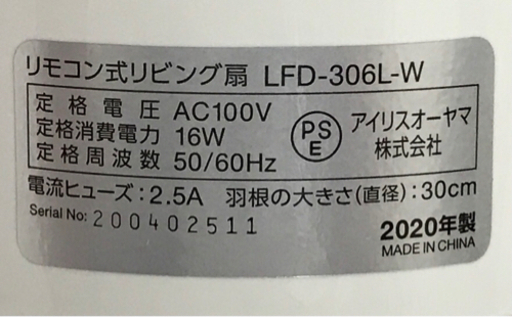 リモコン式リビング扇 LFD-306L-W
定格電圧 AC100V
定格消費電力 16W
定格周波数 50/60Hz
PS
E
アイリスオーヤマ
株式会社
電流ヒューズ:2.5A 羽根の大きさ(直径):30cm
Serial No: 200402511
2020年製
MADE IN CHINA